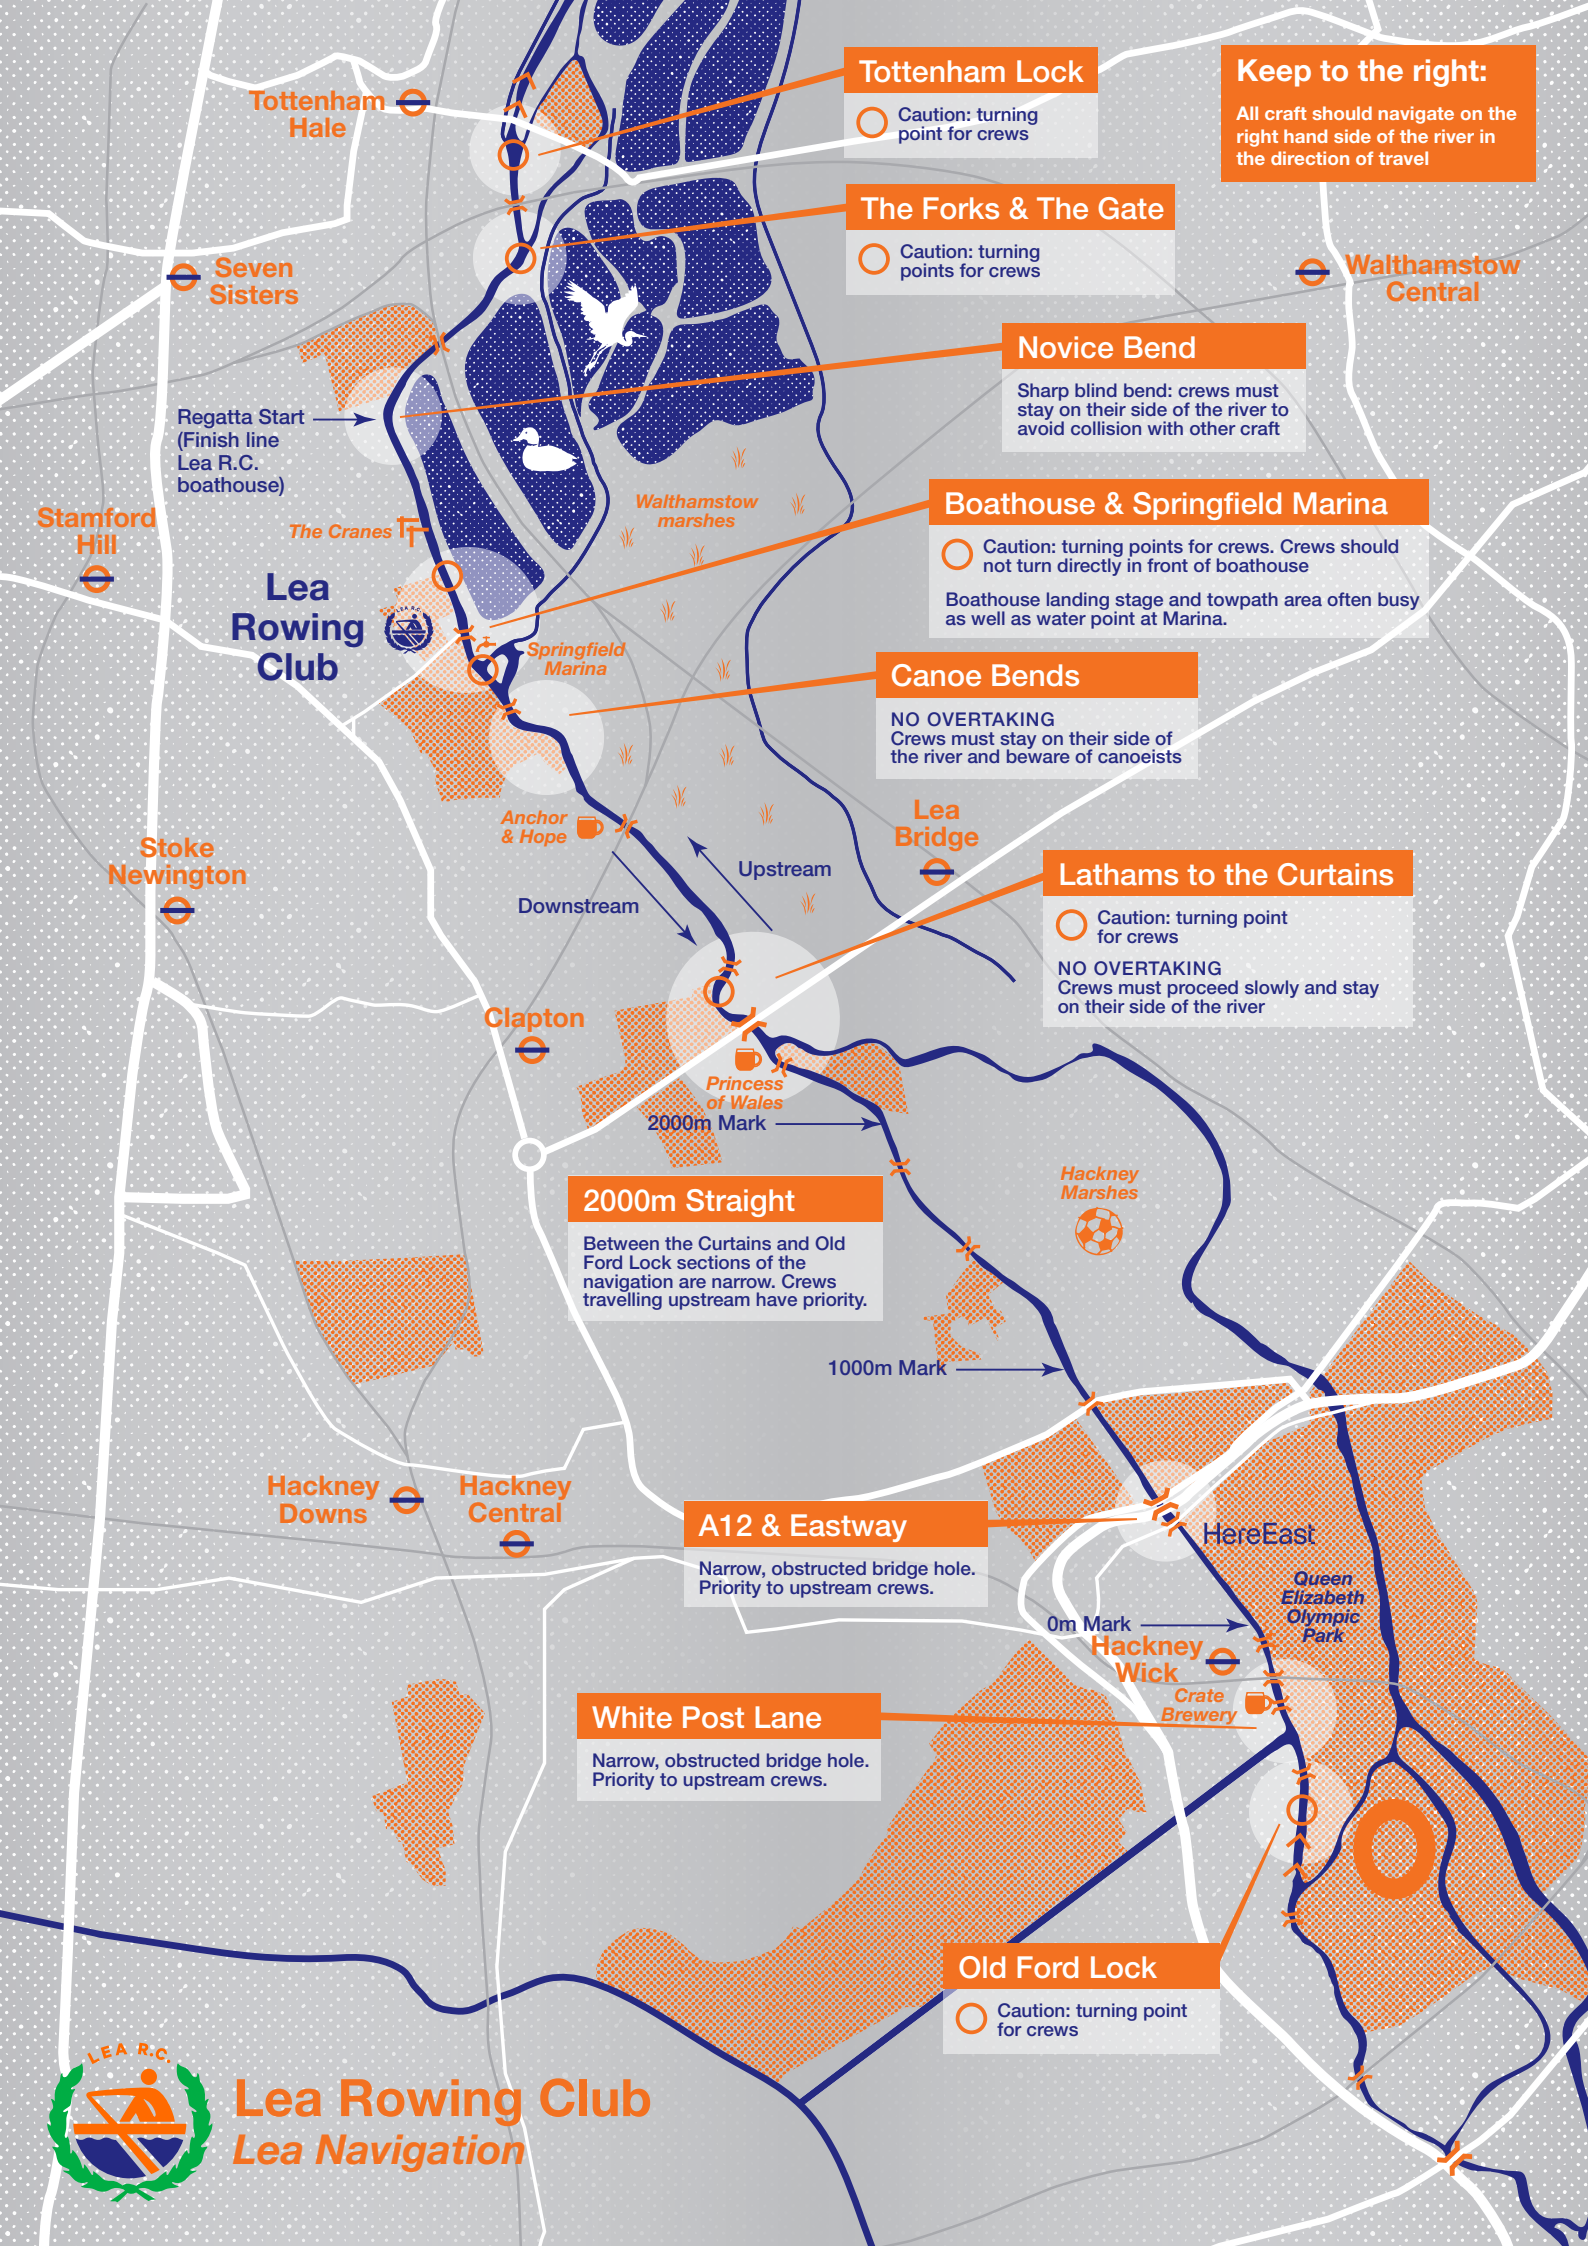 Tottenham Lock
Caution: turning
point for crews
Keep to the right:
All craft should navigate on the
right hand side of the river in
the direction of travel
Tottenham
Hale
The Forks & The Gate
Caution: turning
points for crews
Seven
Sisters
Walthamstow
Central
Novice Bend
Sharp blind bend: crews must
stay on their side of the river to
avoid collision with other craft
Regatta Start
(Finish line
Lea R.C.
boathouse)
Walthamstow
marshes
Boathouse & Springfield Marina
Caution: turning points for crews. Crews should
not turn directly in front of boathouse
Boathouse landing stage and towpath area often busy
as well as water point at Marina.
Stamford
Hill
The Cranes
Lea
Rowing
Club
LEA R.C.
Springfield
Marina
Canoe Bends
NO OVERTAKING
Crews must stay on their side of
the river and beware of canoeists
Anchor
& Hope
Lea
Bridge
Stoke
Newington
Upstream
Downstream
Lathams to the Curtains
Caution: turning point
for crews
NO OVERTAKING
Crews must proceed slowly and stay
on their side of the river
Clapton
Princess
of Wales
2000m Mark
2000m Straight
Between the Curtains and Old
Ford Lock sections of the
navigation are narrow. Crews
travelling upstream have priority.
Hackney
Marshes
1000m Mark
Hackney
Downs
Hackney
Central
A12 & Eastway
Narrow, obstructed bridge hole.
Priority to upstream crews.
HereEast
Queen
Elizabeth
Olympic
Park
0m Mark
Hackney
Wick
Crate
Brewery
White Post Lane
Narrow, obstructed bridge hole.
Priority to upstream crews.
Old Ford Lock
Caution: turning point
for crews
LEA R.C.
Lea Rowing Club
Lea Navigation